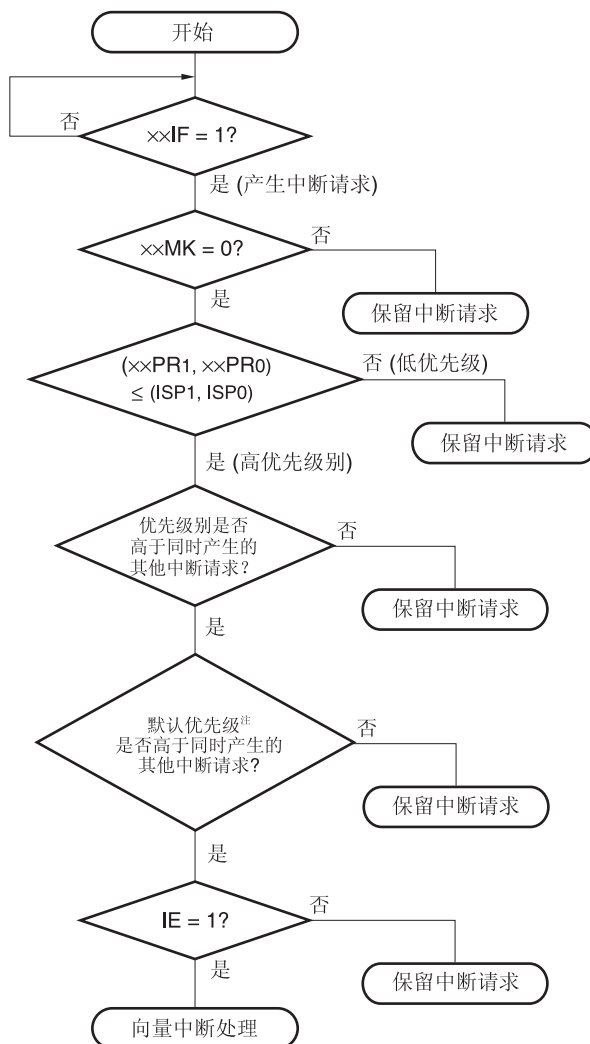 开始
否
××IF = 1?
是 (产生中断请求)
××MK = 0?
否
保留中断请求
是
(××PR1, ××PR0)
≤ (ISP1, ISP0)
否 (低优先级)
保留中断请求
是 (高优先级别)
优先级别是否
高于同时产生的
其他中断请求?
否
保留中断请求
是
默认优先级注
是否高于同时产生的
其他中断请求?
否
保留中断请求
是
IE = 1?
否
保留中断请求
是
向量中断处理